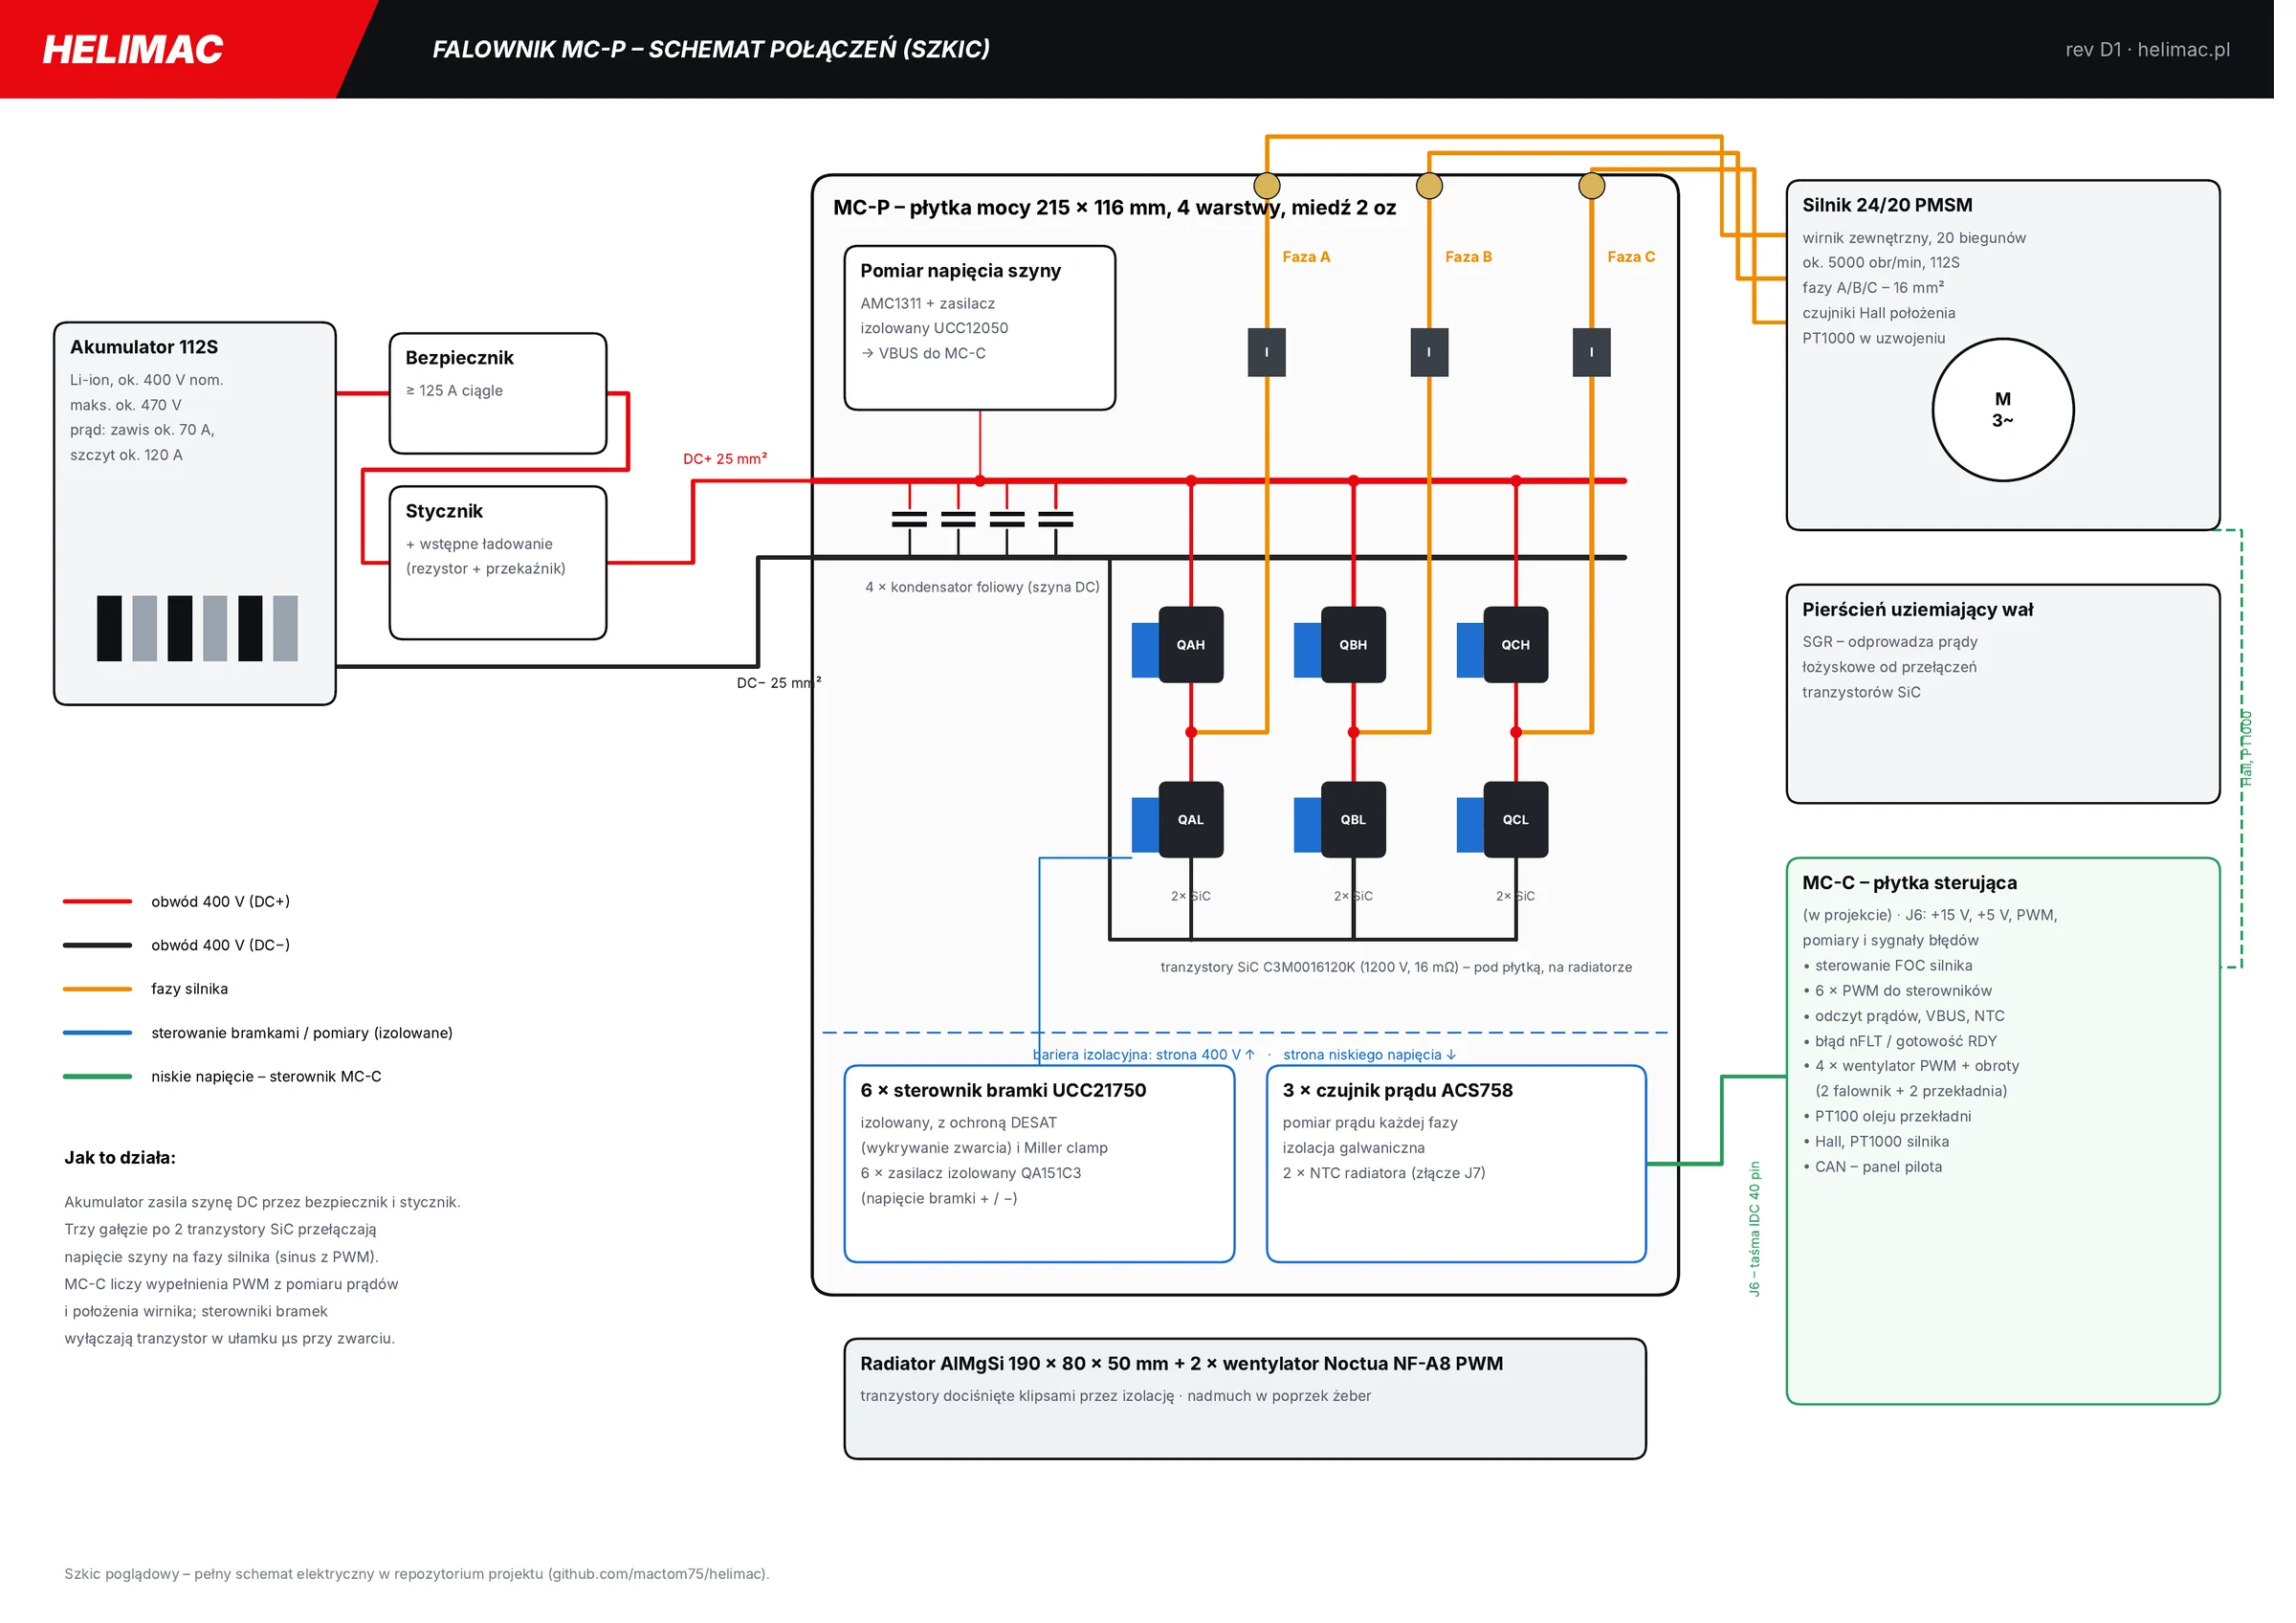 HELIMAC
FALOWNIK MC-P – SCHEMAT POŁĄCZEŃ (SZKIC)
rev D1 · helimac.pl
Akumulator 112S
Li-ion, ok. 400 V nom.
maks. ok. 470 V
prąd: zawis ok. 70 A,
szczyt ok. 120 A
Bezpiecznik
≥ 125 A ciągle
Stycznik
+ wstępne ładowanie
(rezystor + przekaźnik)
DC+ 25 mm²
DC− 25 mm²
MC-P – płytka mocy 215 × 116 mm, 4 warstwy, miedź 2 oz
Pomiar napięcia szyny
AMC1311 + zasilacz
izolowany UCC12050
→ VBUS do MC-C
Faza A
Faza B
Faza C
I
I
I
4 × kondensator foliowy (szyna DC)
QAH
QBH
QCH
QAL
QBL
QCL
2× SiC
2× SiC
2× SiC
tranzystory SiC C3M0016120K (1200 V, 16 mΩ) – pod płytką, na radiatorze
bariera izolacyjna: strona 400 V ↑ · strona niskiego napięcia ↓
6 × sterownik bramki UCC21750
izolowany, z ochroną DESAT
(wykrywanie zwarcia) i Miller clamp
6 × zasilacz izolowany QA151C3
(napięcie bramki + / −)
3 × czujnik prądu ACS758
pomiar prądu każdej fazy
izolacja galwaniczna
2 × NTC radiatora (złącze J7)
Radiator AlMgSi 190 × 80 × 50 mm + 2 × wentylator Noctua NF-A8 PWM
tranzystory dociśnięte klipsami przez izolację · nadmuch w poprzek żeber
Silnik 24/20 PMSM
wirnik zewnętrzny, 20 biegunów
ok. 5000 obr/min, 112S
fazy A/B/C – 16 mm²
czujniki Hall położenia
PT1000 w uzwojeniu
M
3~
Pierścień uziemiający wał
SGR – odprowadza prądy
łożyskowe od przełączeń
tranzystorów SiC
Hall, PT1000
MC-C – płytka sterująca
(w projekcie) · J6: +15 V, +5 V, PWM,
pomiary i sygnały błędów
• sterowanie FOC silnika
• 6 × PWM do sterowników
• odczyt prądów, VBUS, NTC
• błąd nFLT / gotowość RDY
• 4 × wentylator PWM + obroty
(2 falownik + 2 przekładnia)
• PT100 oleju przekładni
• Hall, PT1000 silnika
• CAN – panel pilota
J6 – taśma IDC 40 pin
obwód 400 V (DC+)
obwód 400 V (DC−)
fazy silnika
sterowanie bramkami / pomiary (izolowane)
niskie napięcie – sterownik MC-C
Jak to działa:
Akumulator zasila szynę DC przez bezpiecznik i stycznik.
Trzy gałęzie po 2 tranzystory SiC przełączają
napięcie szyny na fazy silnika (sinus z PWM).
MC-C liczy wypełnienia PWM z pomiaru prądów
i położenia wirnika; sterowniki bramek
wyłączają tranzystor w ułamku µs przy zwarciu.
Szkic poglądowy – pełny schemat elektryczny w repozytorium projektu (github.com/mactom75/helimac).